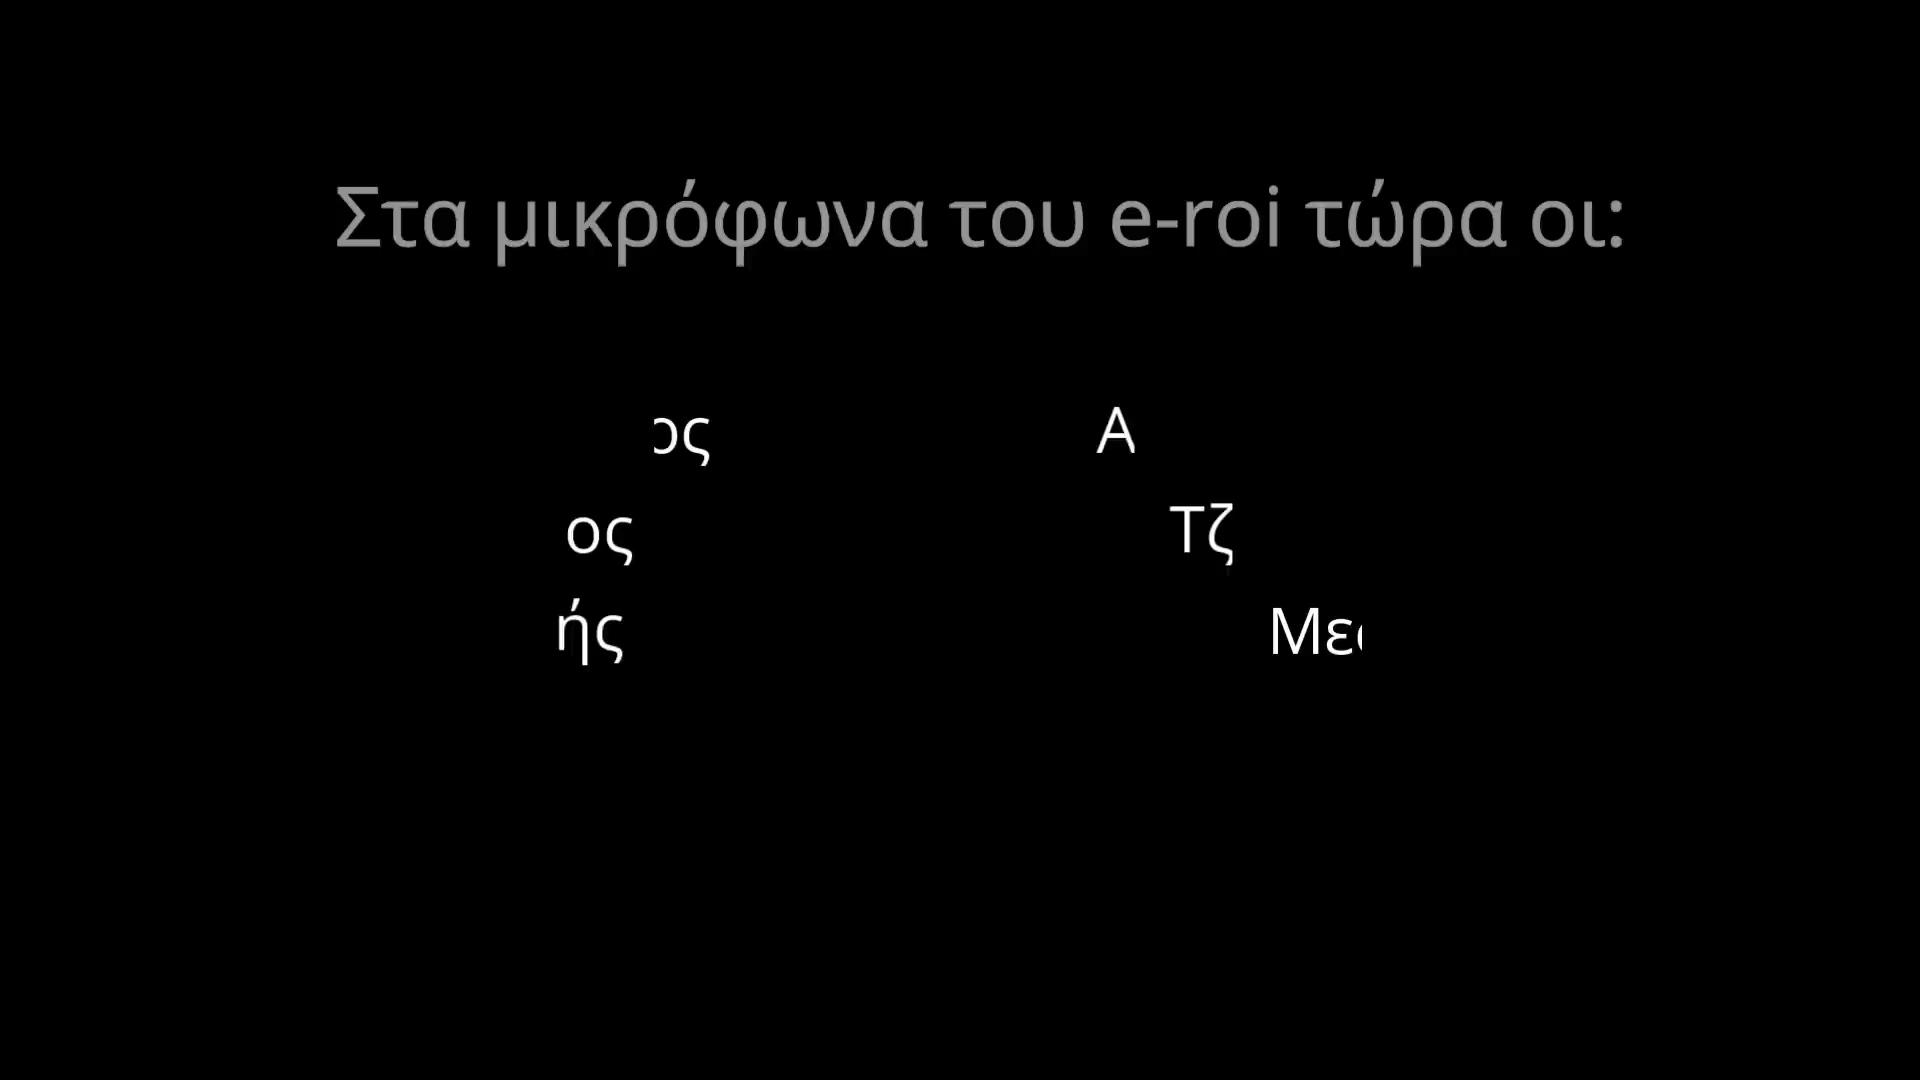 Στα μικρόφωνα του e-roi τώρα οι:
ος Α
ος Τζ
ής Με